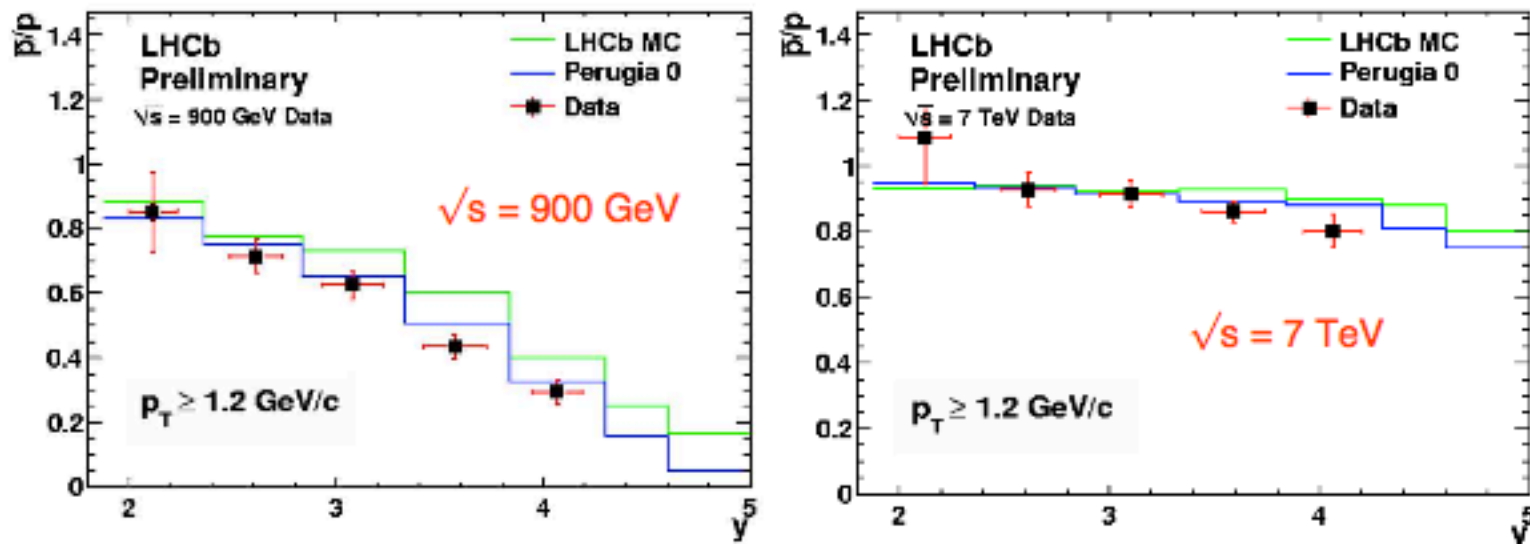 p̅/p
1.4
1.2
1
0.8
0.6
0.4
0.2
0
LHCb
Preliminary
√s = 900 GeV Data
LHCb MC
Perugia 0
Data
√s = 900 GeV
p_T ≥ 1.2 GeV/c
2
3
4
5
y
p̅/p
1.4
1.2
1
0.8
0.6
0.4
0.2
0
LHCb
Preliminary
√s = 7 TeV Data
LHCb MC
Perugia 0
Data
√s = 7 TeV
p_T ≥ 1.2 GeV/c
2
3
4
5
y